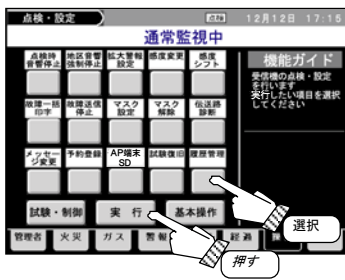 点検・設定 点検 12月12日 17:15
通常監視中
点検時 地区音響 拡大警報 感度変更 感度
音響停止 強制停止 設定 シフト
機能ガイド
受信機の点検・設定
を行います
実行したい項目を選択
してください
故障一括 故障送信 マスク マスク 伝送路
印字 停止 設定 解除 診断
メッセー 予約登録 AP端末 試験復旧 履歴管理
ジ変更 SD
試験・制御 実 行 基本操作
選択
管理者 火災 ガス 警報
押す